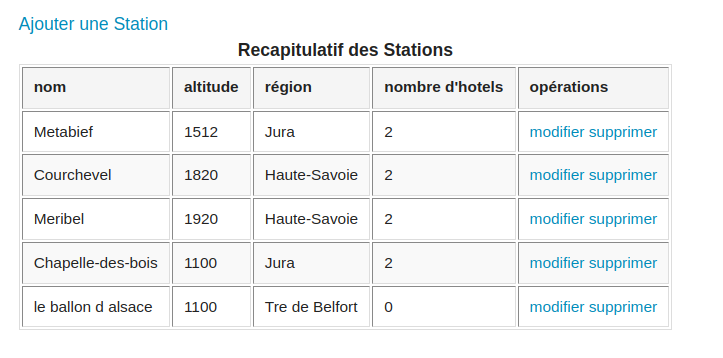 Ajouter une Station
Recapitulatif des Stations
nom altitude région nombre d'hotels opérations
Metabief 1512 Jura 2 modifier supprimer
Courchevel 1820 Haute-Savoie 2 modifier supprimer
Meribel 1920 Haute-Savoie 2 modifier supprimer
Chapelle-des-bois 1100 Jura 2 modifier supprimer
le ballon d alsace 1100 Tre de Belfort 0 modifier supprimer